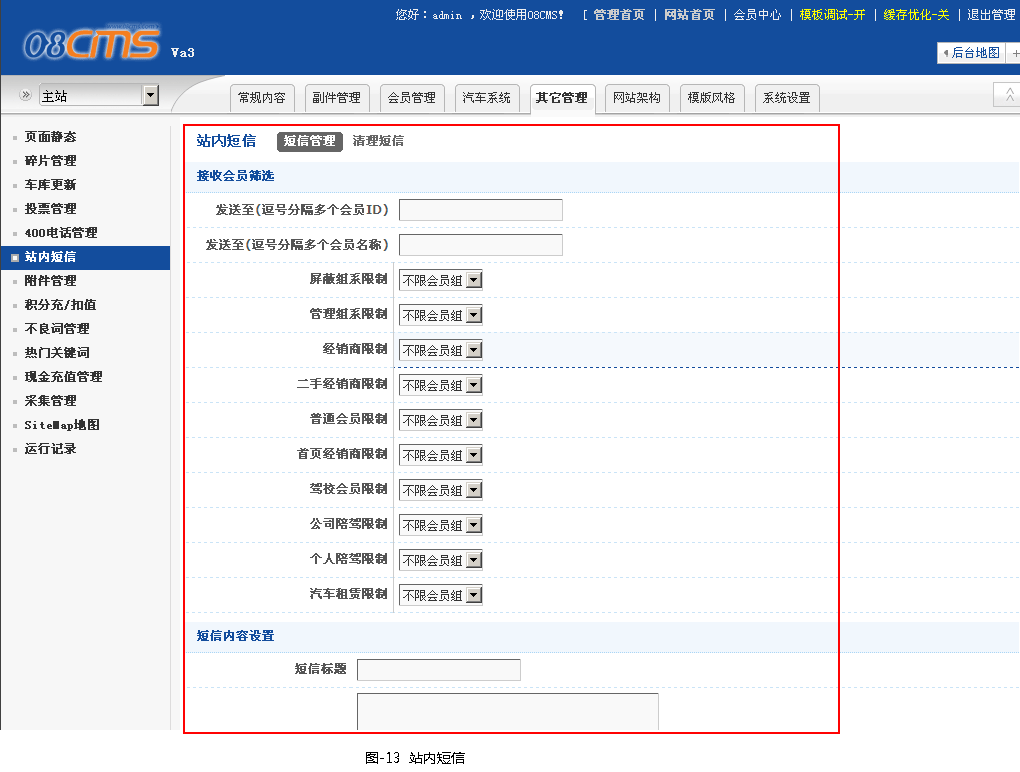 您好：admin ，欢迎使用08CMS! [ 管理首页 | 网站首页 | 会员中心 | 模板调试-开 | 缓存优化-关 | 退出管理
08CMS Va3
后台地图 +
主站
常规内容 副件管理 会员管理 汽车系统 其它管理 网站架构 模版风格 系统设置
页面静态
碎片管理
车库更新
投票管理
400电话管理
站内短信
附件管理
积分充/扣值
不良词管理
热门关键词
现金充值管理
采集管理
SiteMap地图
运行记录
站内短信 短信管理 清理短信
接收会员筛选
发送至(逗号分隔多个会员ID)
发送至(逗号分隔多个会员名称)
屏蔽组系限制 不限会员组
管理组系限制 不限会员组
经销商限制 不限会员组
二手经销商限制 不限会员组
普通会员限制 不限会员组
首页经销商限制 不限会员组
驾校会员限制 不限会员组
公司陪驾限制 不限会员组
个人陪驾限制 不限会员组
汽车租赁限制 不限会员组
短信内容设置
短信标题
图-13 站内短信